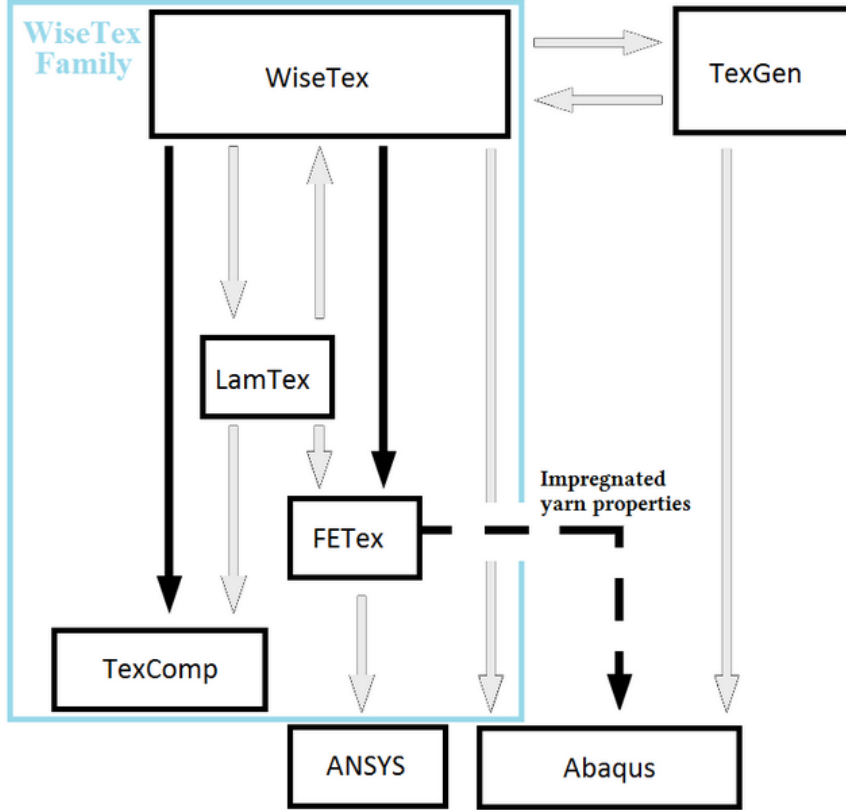 WiseTex
Family
WiseTex
TexGen
LamTex
Impregnated
yarn properties
FETex
TexComp
ANSYS
Abaqus